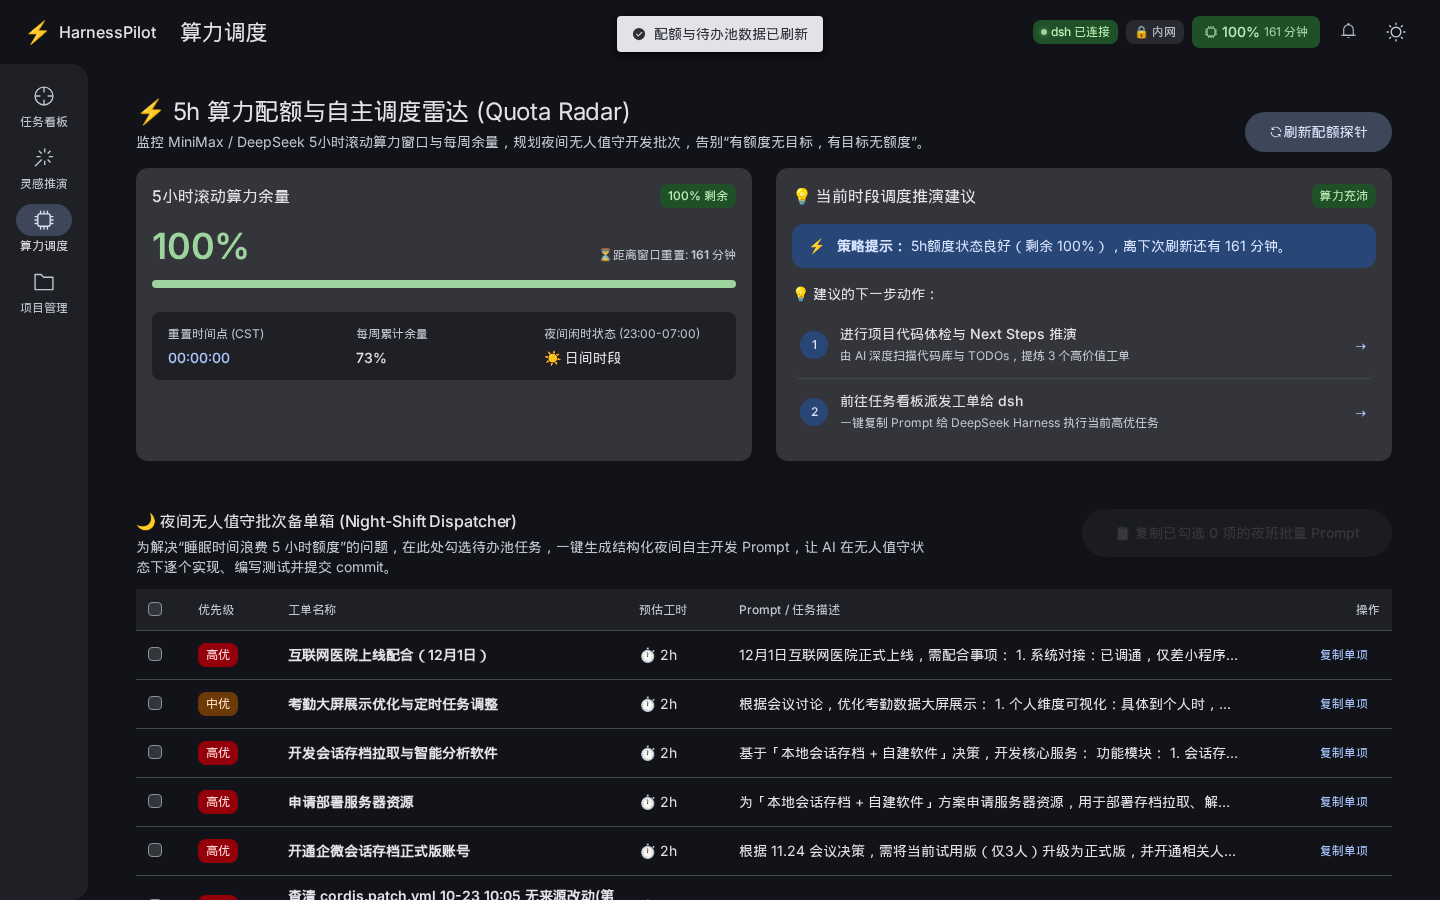 HarnessPilot
算力调度
配额与待办池数据已刷新
dsh 已连接
内网
100% 161 分钟
任务看板
灵感推演
算力调度
项目管理
5h 算力配额与自主调度雷达 (Quota Radar)
监控 MiniMax / DeepSeek 5小时滚动算力窗口与每周余量，规划夜间无人值守开发批次，告别“有额度无目标，有目标无额度”。
刷新配额探针
5小时滚动算力余量
100% 剩余
100%
距离窗口重置: 161 分钟
重置时间点 (CST)
00:00:00
每周累计余量
73%
夜间闲时状态 (23:00-07:00)
日间时段
当前时段调度推演建议
算力充沛
策略提示： 5h额度状态良好（剩余 100%），离下次刷新还有 161 分钟。
建议的下一步动作：
1
进行项目代码体检与 Next Steps 推演
由 AI 深度扫描代码库与 TODOs，提炼 3 个高价值工单
→
2
前往任务看板派发工单给 dsh
一键复制 Prompt 给 DeepSeek Harness 执行当前高优任务
→
夜间无人值守批次备单箱 (Night-Shift Dispatcher)
为解决“睡眠时间浪费 5 小时额度”的问题，在此处勾选待办池任务，一键生成结构化夜间自主开发 Prompt，让 AI 在无人值守状
态下逐个实现、编写测试并提交 commit。
复制已勾选 0 项的夜班批量 Prompt
优先级 工单名称 预估工时 Prompt / 任务描述 操作
高优 互联网医院上线配合（12月1日） 2h 12月1日互联网医院正式上线，需配合事项： 1. 系统对接：已调通，仅差小程序... 复制单项
中优 考勤大屏展示优化与定时任务调整 2h 根据会议讨论，优化考勤数据大屏展示： 1. 个人维度可视化：具体到个人时，... 复制单项
高优 开发会话存档拉取与智能分析软件 2h 基于「本地会话存档 + 自建软件」决策，开发核心服务： 功能模块： 1. 会话存... 复制单项
高优 申请部署服务器资源 2h 为「本地会话存档 + 自建软件」方案申请服务器资源，用于部署存档拉取、解... 复制单项
高优 开通企微会话存档正式版账号 2h 根据 11.24 会议决策，需将当前试用版（仅3人）升级为正式版，并开通相关人... 复制单项
查清 cordis.patch.yml 10-23 10:05 无来源改动(第